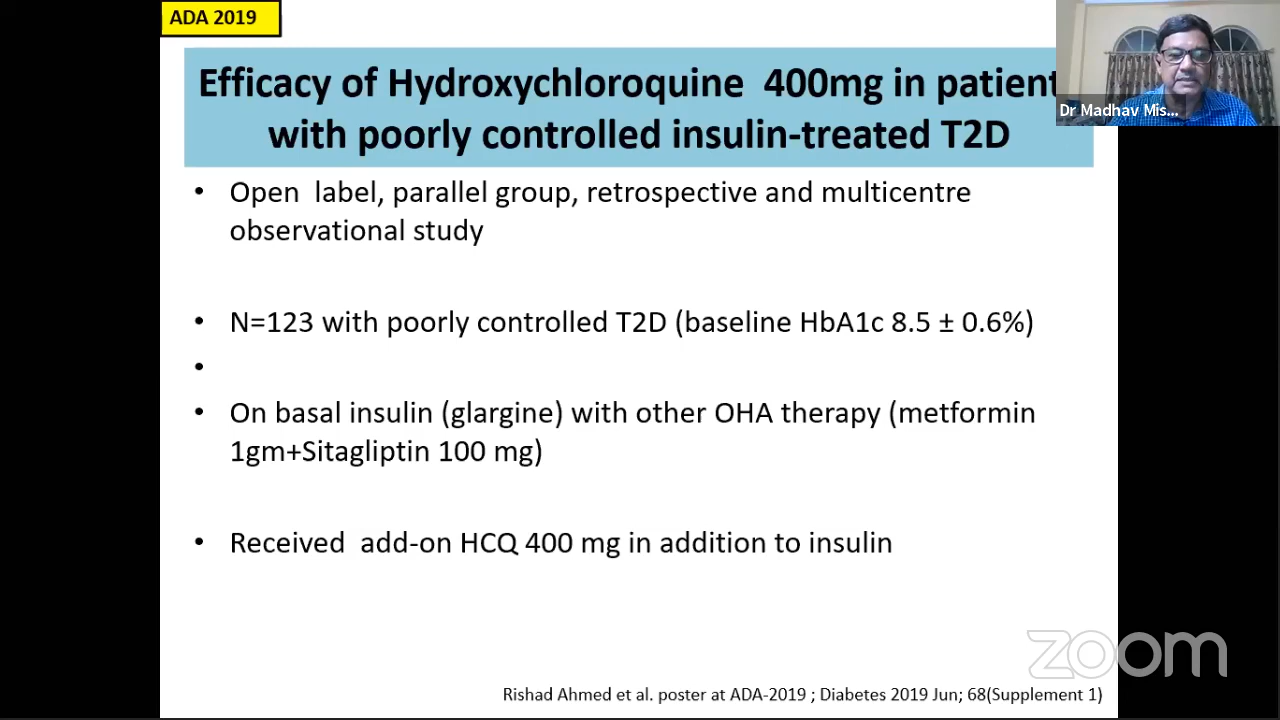 ADA 2019
Efficacy of Hydroxychloroquine 400mg in patient
with poorly controlled insulin-treated T2D
Dr Madhav Mis...
• Open label, parallel group, retrospective and multicentre
observational study
• N=123 with poorly controlled T2D (baseline HbA1c 8.5 ± 0.6%)
•
• On basal insulin (glargine) with other OHA therapy (metformin
1gm+Sitagliptin 100 mg)
• Received add-on HCQ 400 mg in addition to insulin
zoom
Rishad Ahmed et al. poster at ADA-2019 ; Diabetes 2019 Jun; 68(Supplement 1)